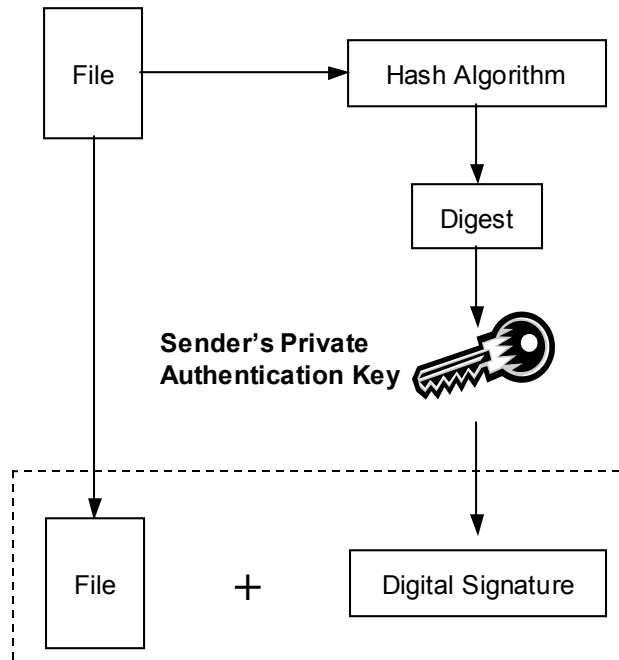 File
Hash Algorithm
Digest
Sender’s Private
Authentication Key
File
+
Digital Signature